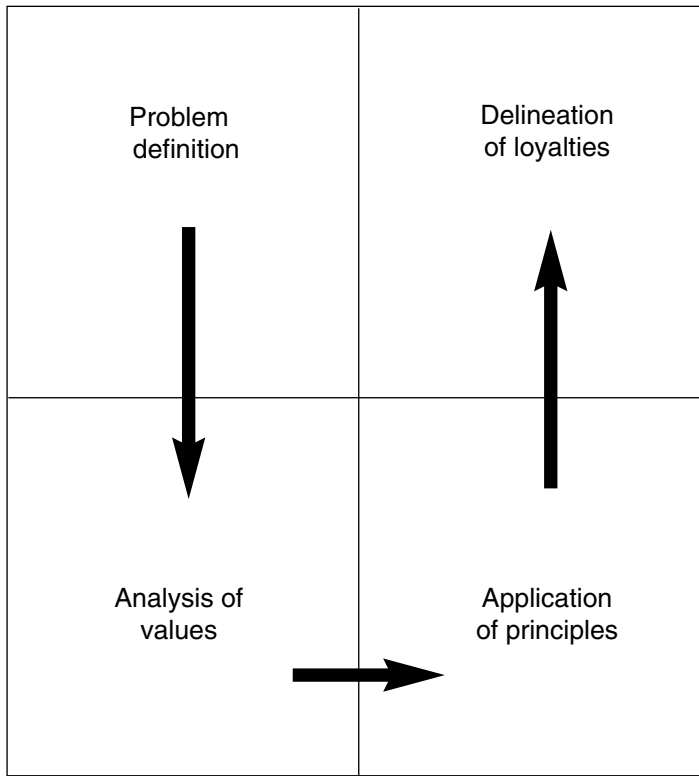 Problem
definition
Delineation
of loyalties
Analysis of
values
Application
of principles